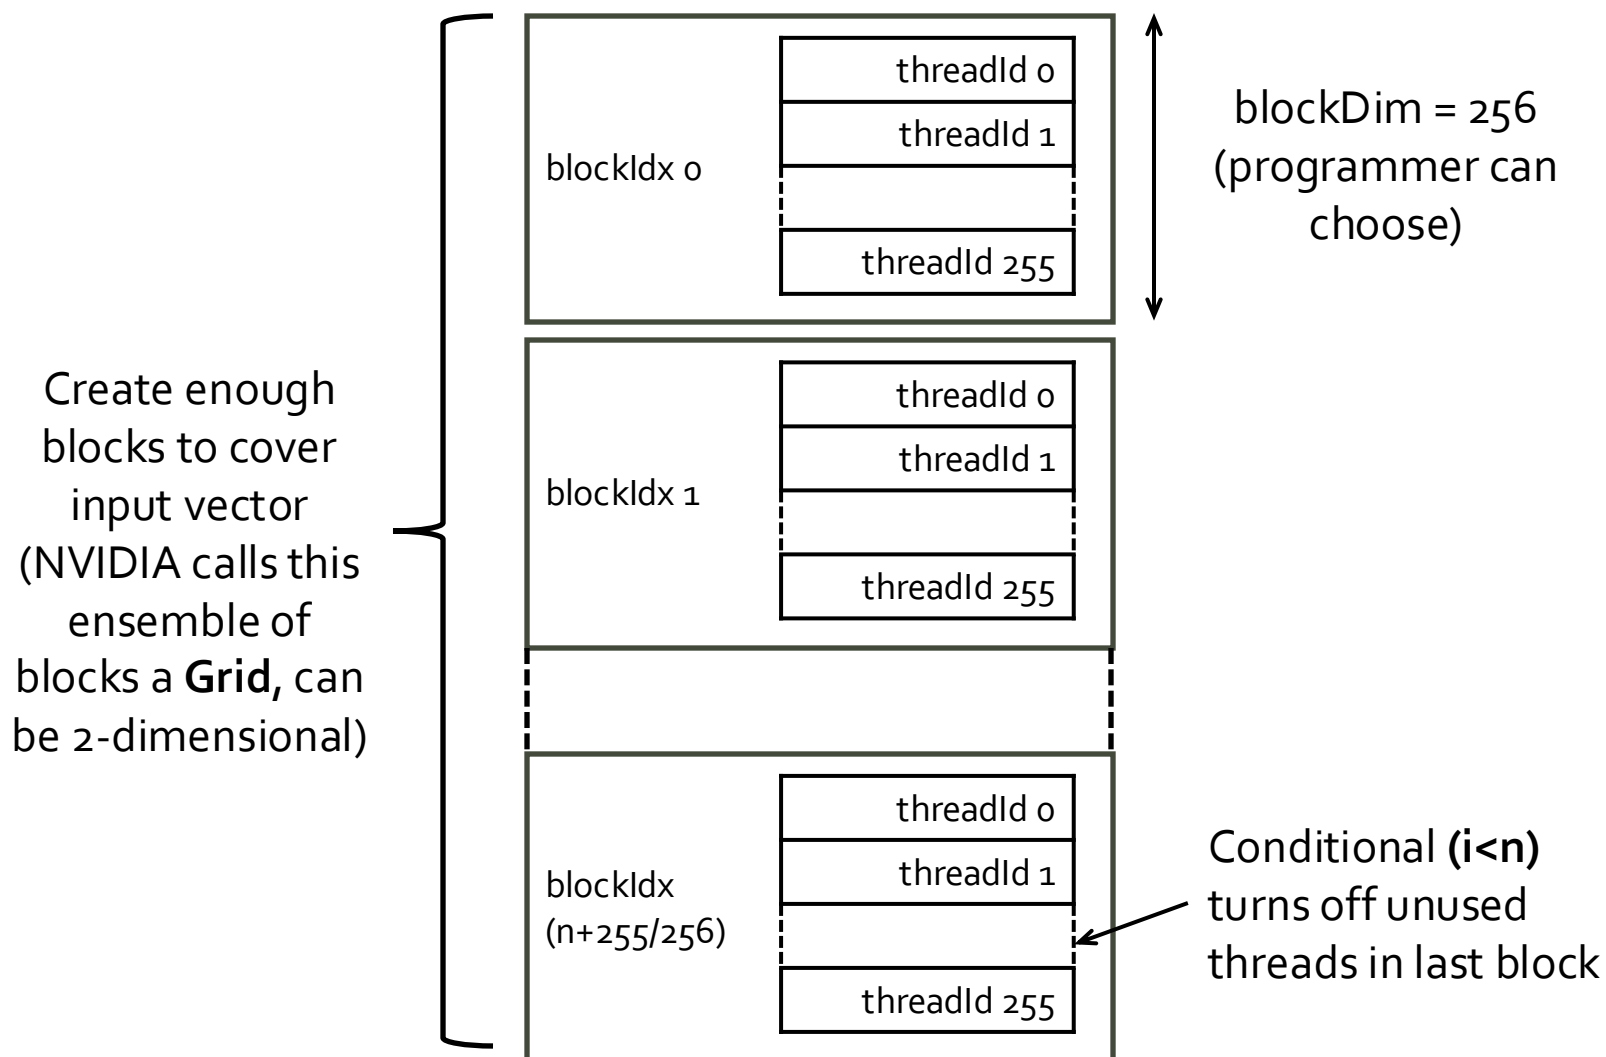 threadId 0
threadId 1
blockIdx 0
threadId 255
blockDim = 256
(programmer can
choose)
Create enough
blocks to cover
input vector
(NVIDIA calls this
ensemble of
blocks a Grid, can
be 2-dimensional)
threadId 0
threadId 1
blockIdx 1
threadId 255
threadId 0
threadId 1
blockIdx
(n+255/256)
threadId 255
Conditional (i<n)
turns off unused
threads in last block